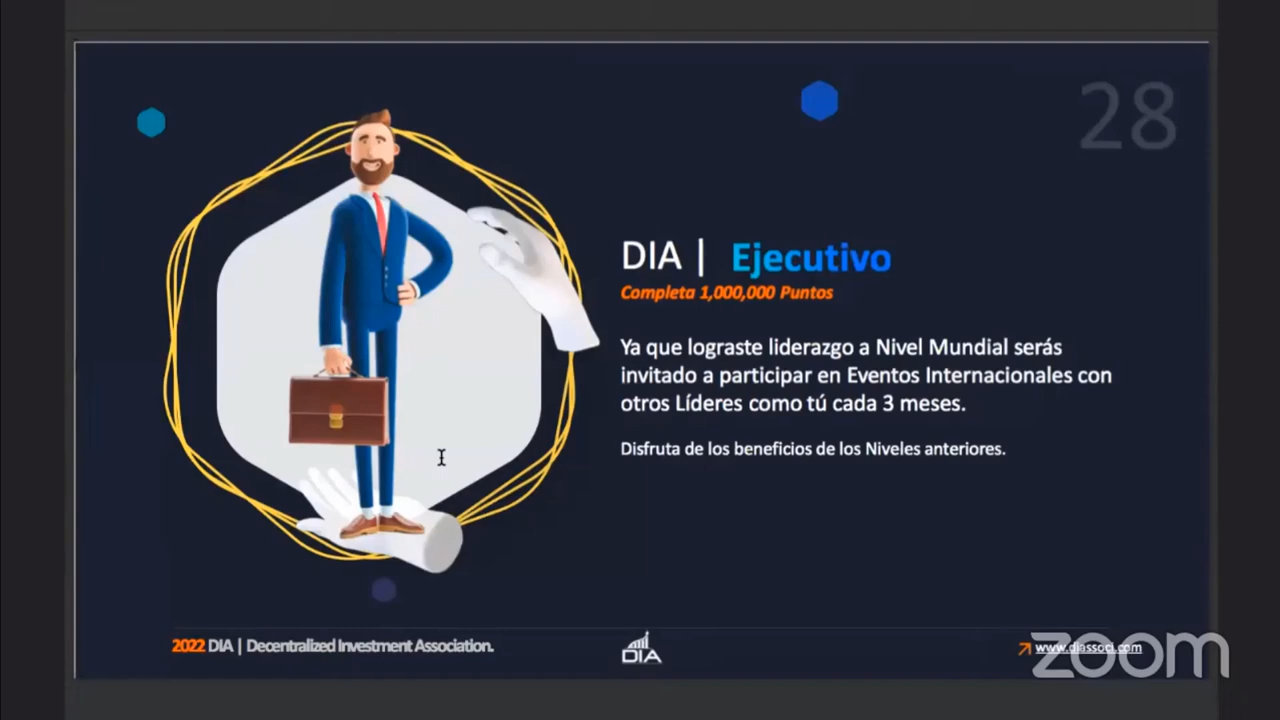 28
DIA | Ejecutivo
Completa 1,000,000 Puntos
Ya que lograste liderazgo a Nivel Mundial serás
invitado a participar en Eventos Internacionales con
otros Líderes como tú cada 3 meses.
Disfruta de los beneficios de los Niveles anteriores.
2022 DIA | Decentralized Investment Association.
DIA
www.diassoci.com
zoom